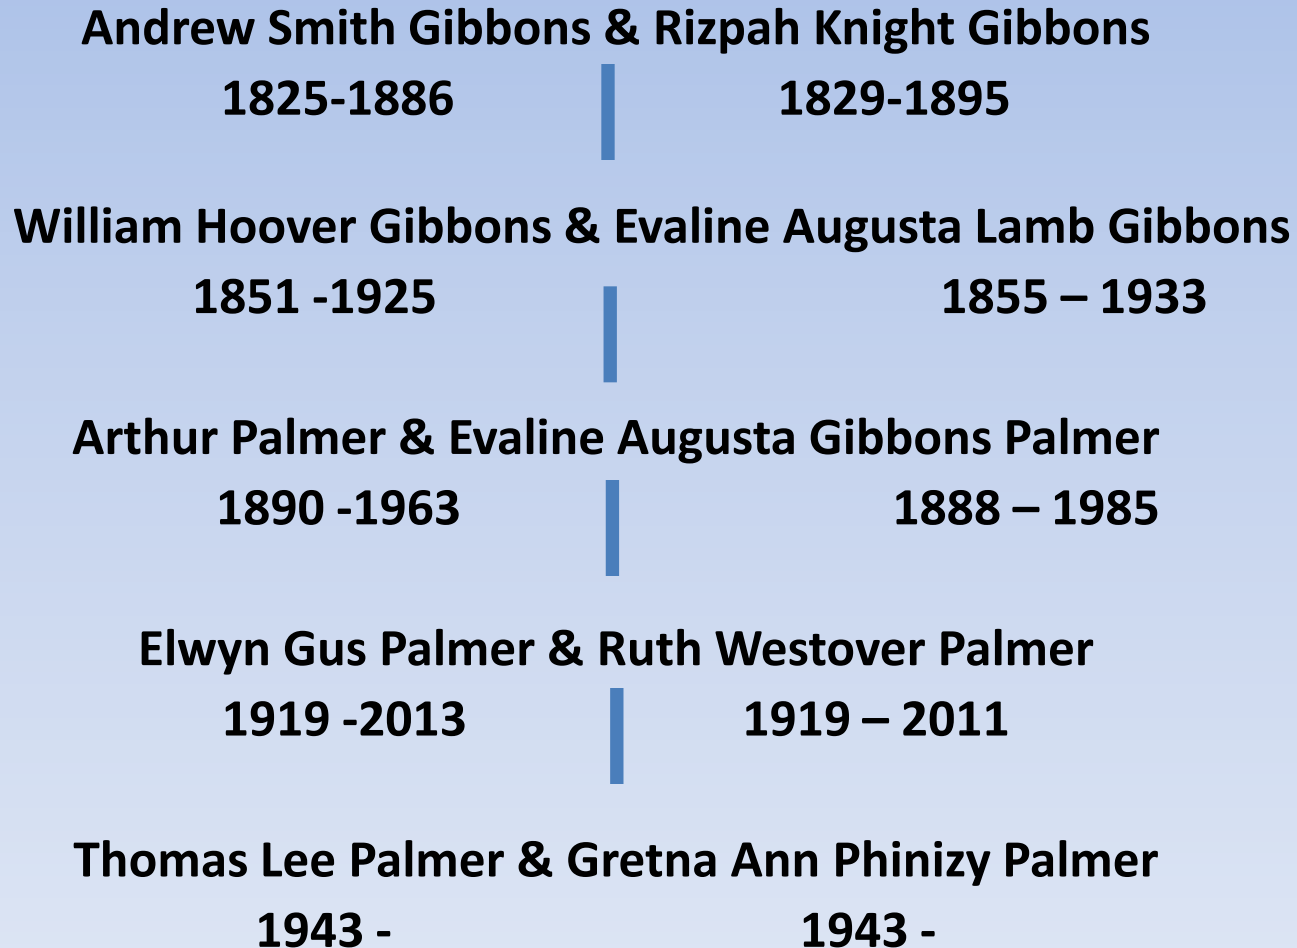 Andrew Smith Gibbons & Rizpah Knight Gibbons
1825-1886 1829-1895
William Hoover Gibbons & Evaline Augusta Lamb Gibbons
1851 -1925 1855 – 1933
Arthur Palmer & Evaline Augusta Gibbons Palmer
1890 -1963 1888 – 1985
Elwyn Gus Palmer & Ruth Westover Palmer
1919 -2013 1919 – 2011
Thomas Lee Palmer & Gretna Ann Phinizy Palmer
1943 - 1943 -